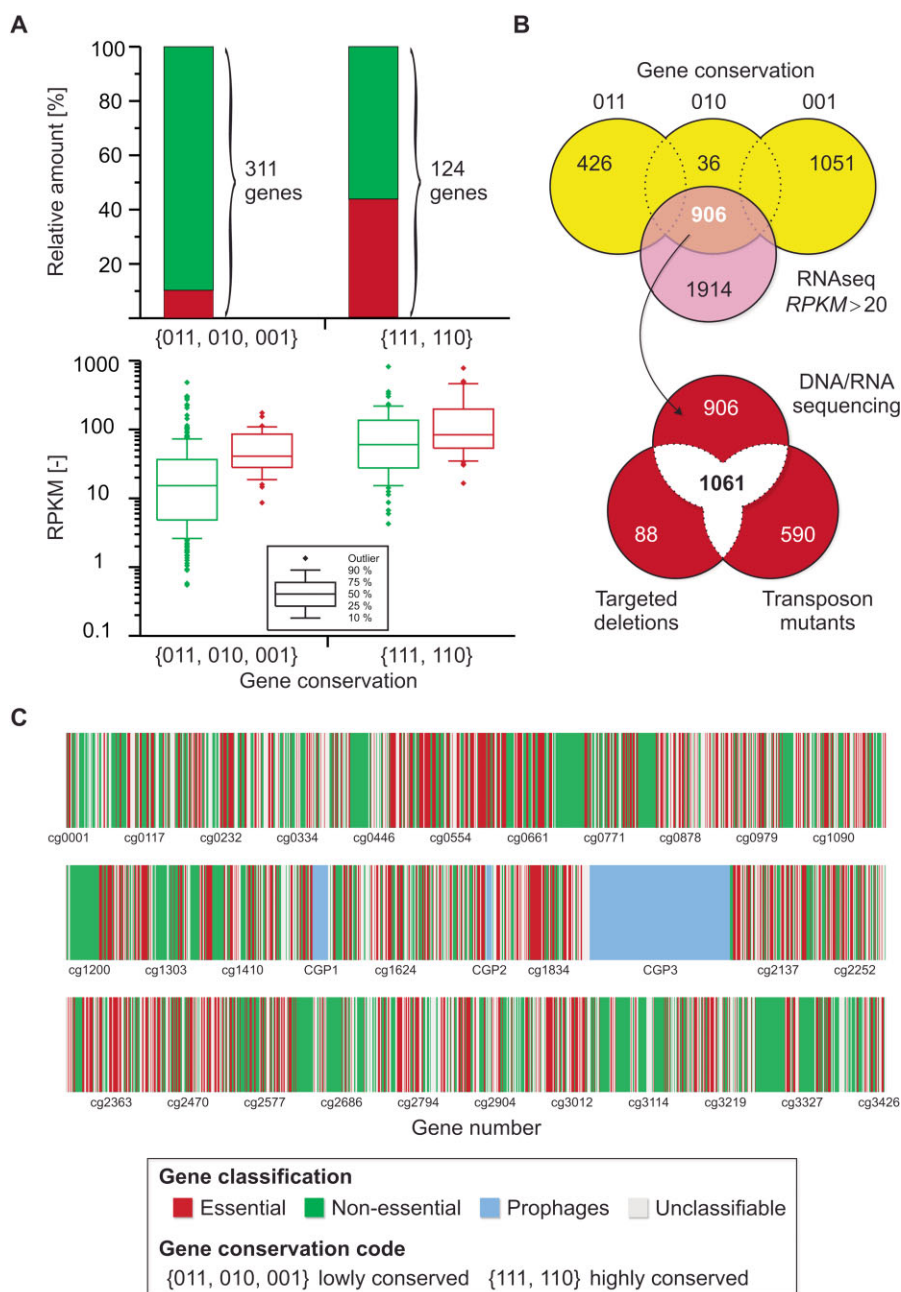 A
Relative amount [%]
100
80
60
40
20
311
genes
124
genes
{011, 010, 001}
{111, 110}
RPKM [-]
1000
100
10
1
0.1
Outlier
90 %
75 %
50 %
25 %
10 %
{011, 010, 001}
{111, 110}
Gene conservation
B
Gene conservation
011 010 001
426 36 1051
906
1914
RNAseq
RPKM>20
DNA/RNA
sequencing
906
1061
88 590
Targeted
deletions
Transposon
mutants
C
cg0001 cg0117 cg0232 cg0334 cg0446 cg0554 cg0661 cg0771 cg0878 cg0979 cg1090
cg1200 cg1303 cg1410 CGP1 cg1624 CGP2 cg1834 CGP3 cg2137 cg2252
cg2363 cg2470 cg2577 cg2686 cg2794 cg2904 cg3012 cg3114 cg3219 cg3327 cg3426
Gene number
Gene classification
Essential Non-essential Prophages Unclassifiable
Gene conservation code
{011, 010, 001} lowly conserved {111, 110} highly conserved